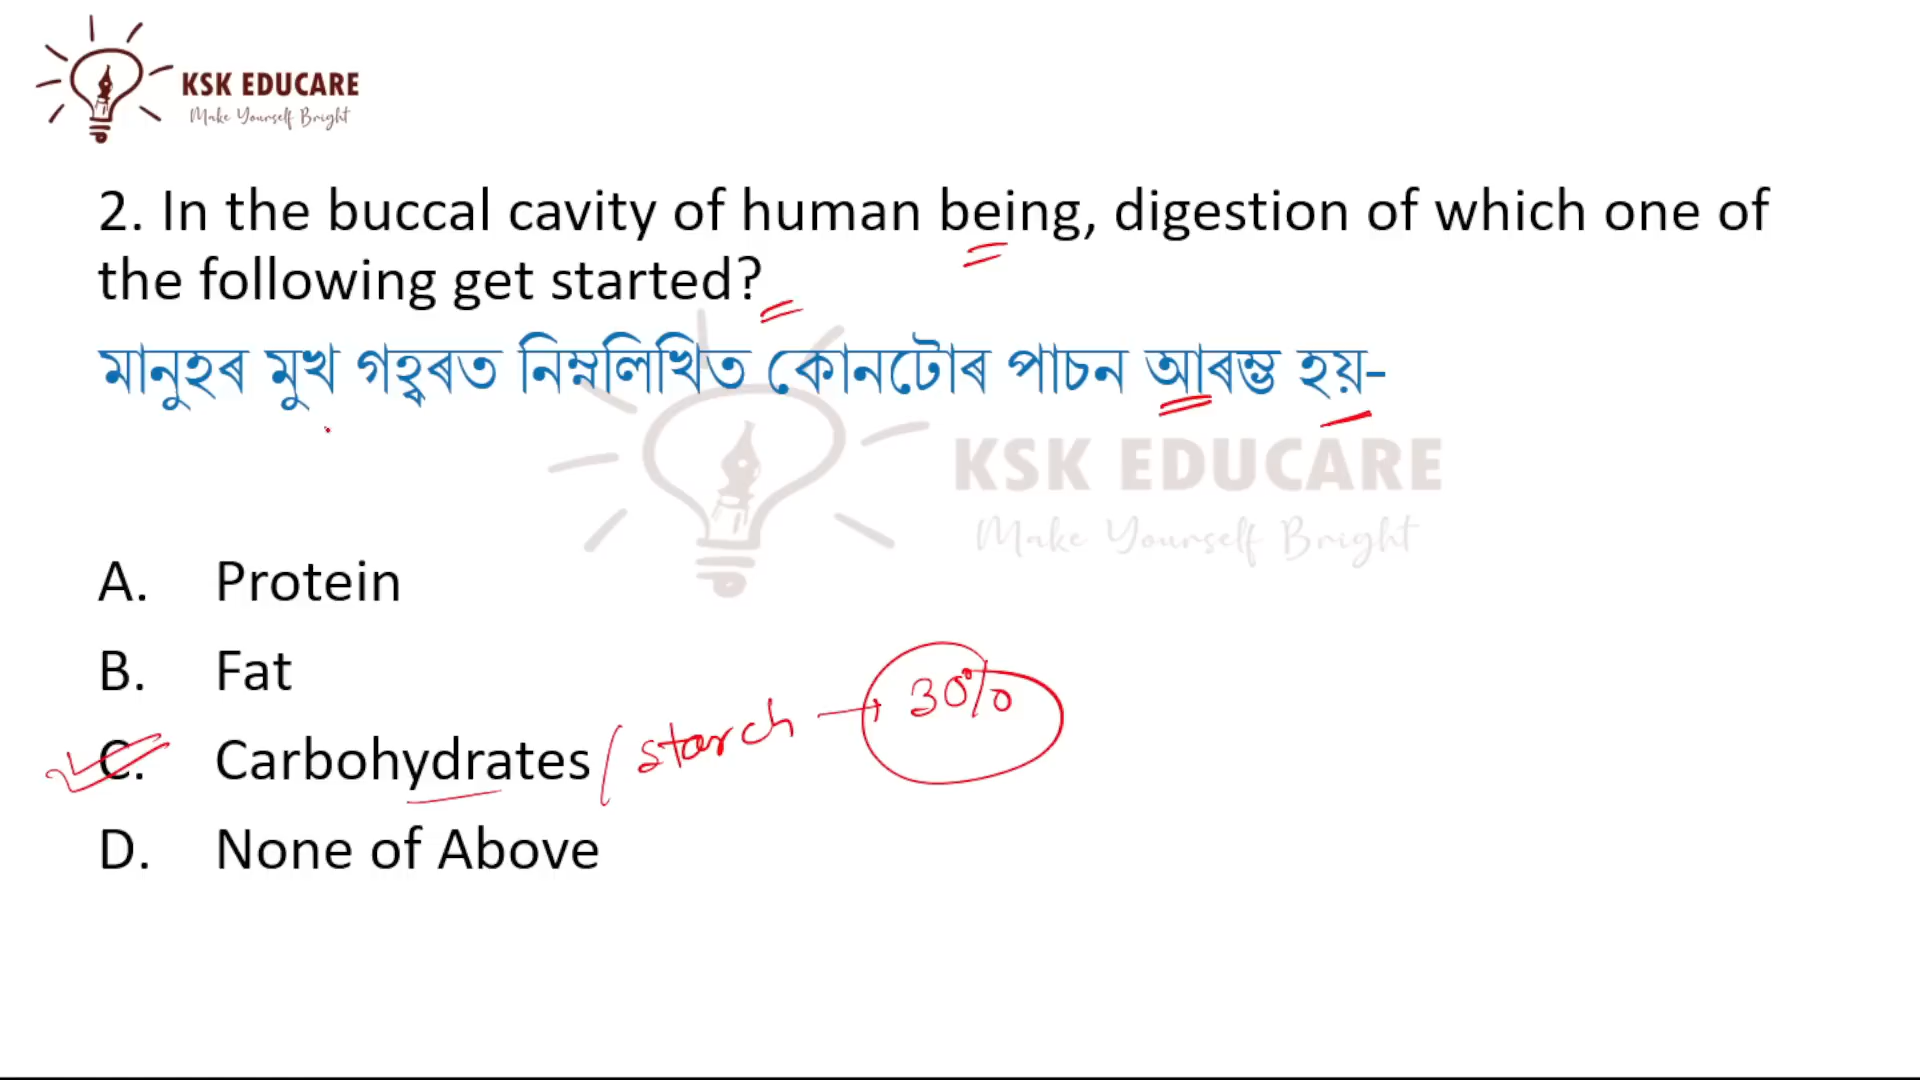 KSK EDUCARE
Make Yourself Bright
2. In the buccal cavity of human being, digestion of which one of
the following get started?
মানুহৰ মুখ গহ্বৰত নিম্নলিখিত কোনটোৰ পাচন আৰম্ভ হয়-
KSK EDUCARE
Make Yourself Bright
A. Protein
B. Fat
C. Carbohydrates / starch → 30%
D. None of Above